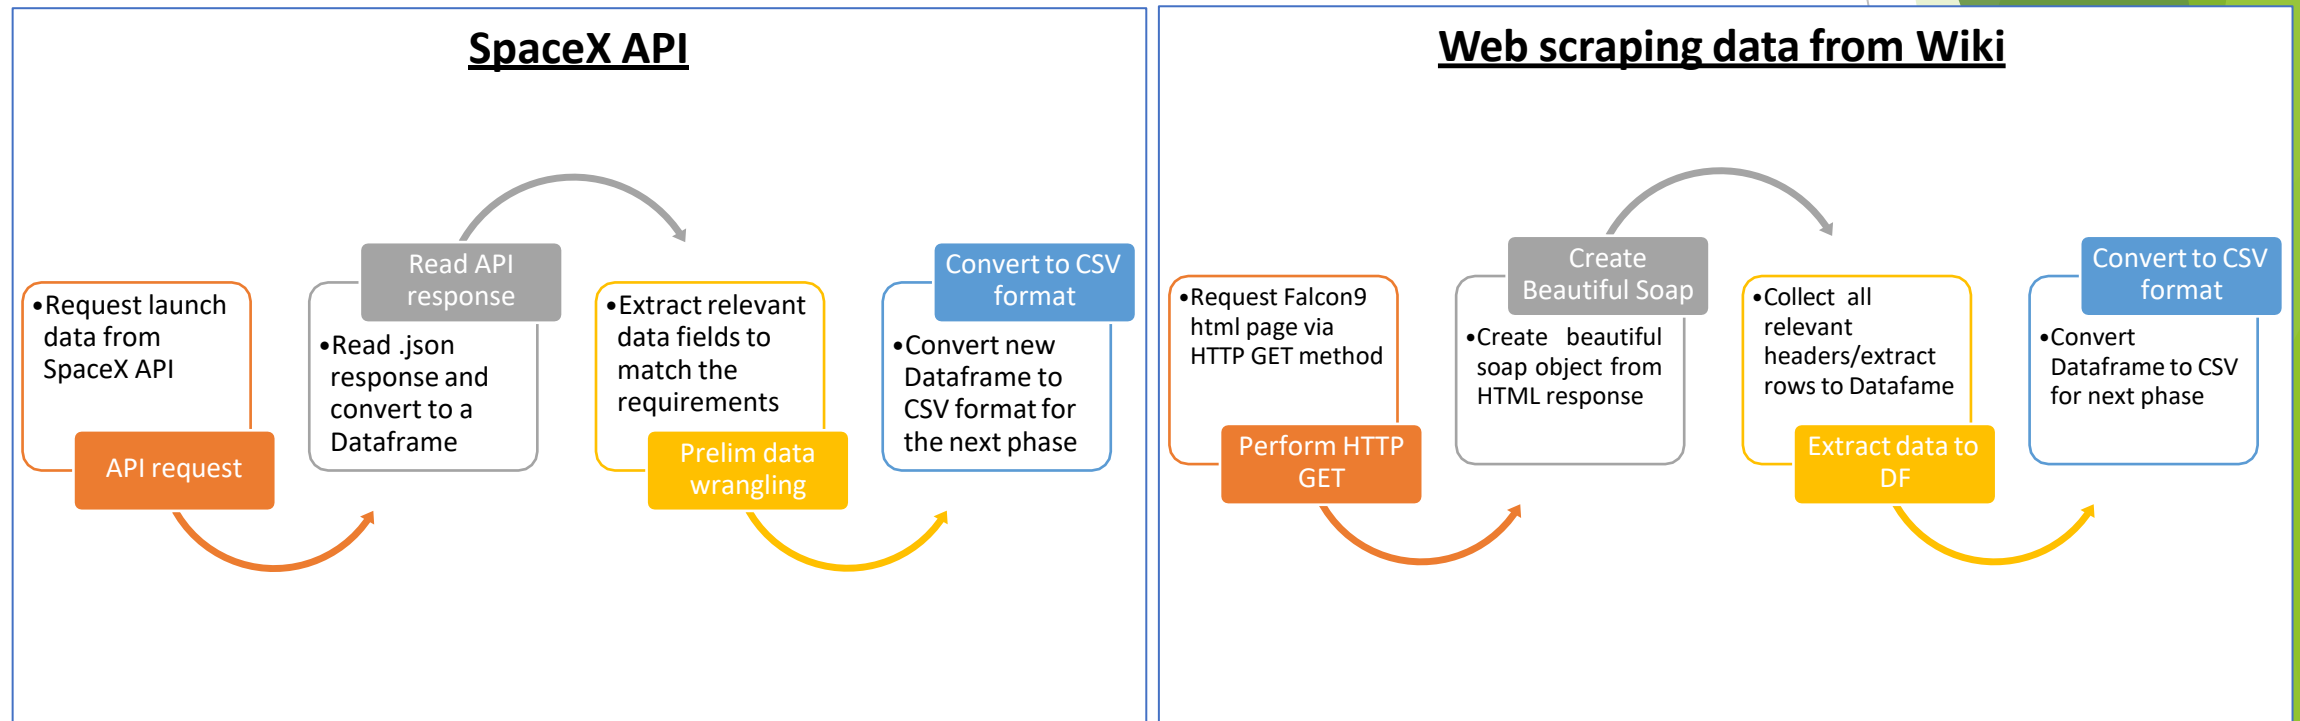 SpaceX API
•Request launch
data from
SpaceX API
API request
Read API
response
•Read .json
response and
convert to a
Dataframe
•Extract relevant
data fields to
match the
requirements
Prelim data
wrangling
Convert to CSV
format
•Convert new
Dataframe to
CSV format for
the next phase
Web scraping data from Wiki
•Request Falcon9
html page via
HTTP GET method
Perform HTTP
GET
Create
Beautiful Soap
•Create beautiful
soap object from
HTML response
•Collect all
relevant
headers/extract
rows to Datafame
Extract data to
DF
Convert to CSV
format
•Convert
Dataframe to CSV
for next phase